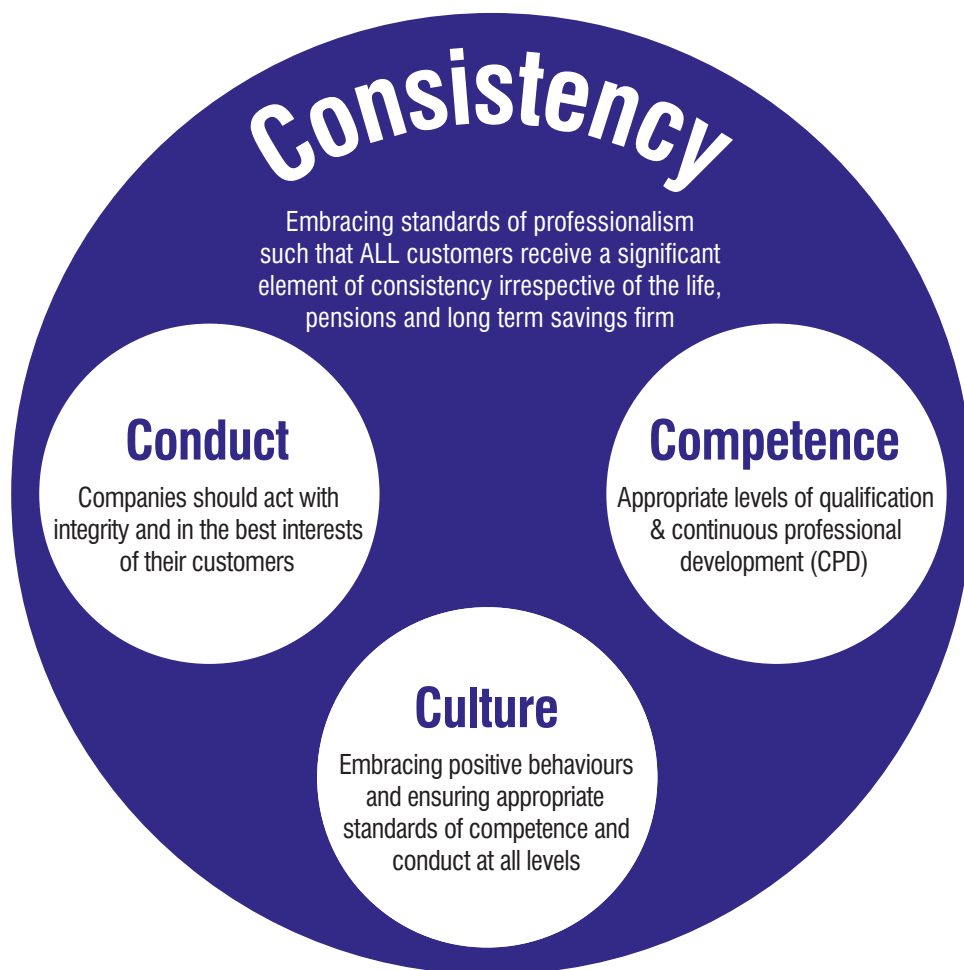 Consistency
Embracing standards of professionalism
such that ALL customers receive a significant
element of consistency irrespective of the life,
pensions and long term savings firm
Conduct
Companies should act with
integrity and in the best interests
of their customers
Competence
Appropriate levels of qualification
& continuous professional
development (CPD)
Culture
Embracing positive behaviours
and ensuring appropriate
standards of competence and
conduct at all levels